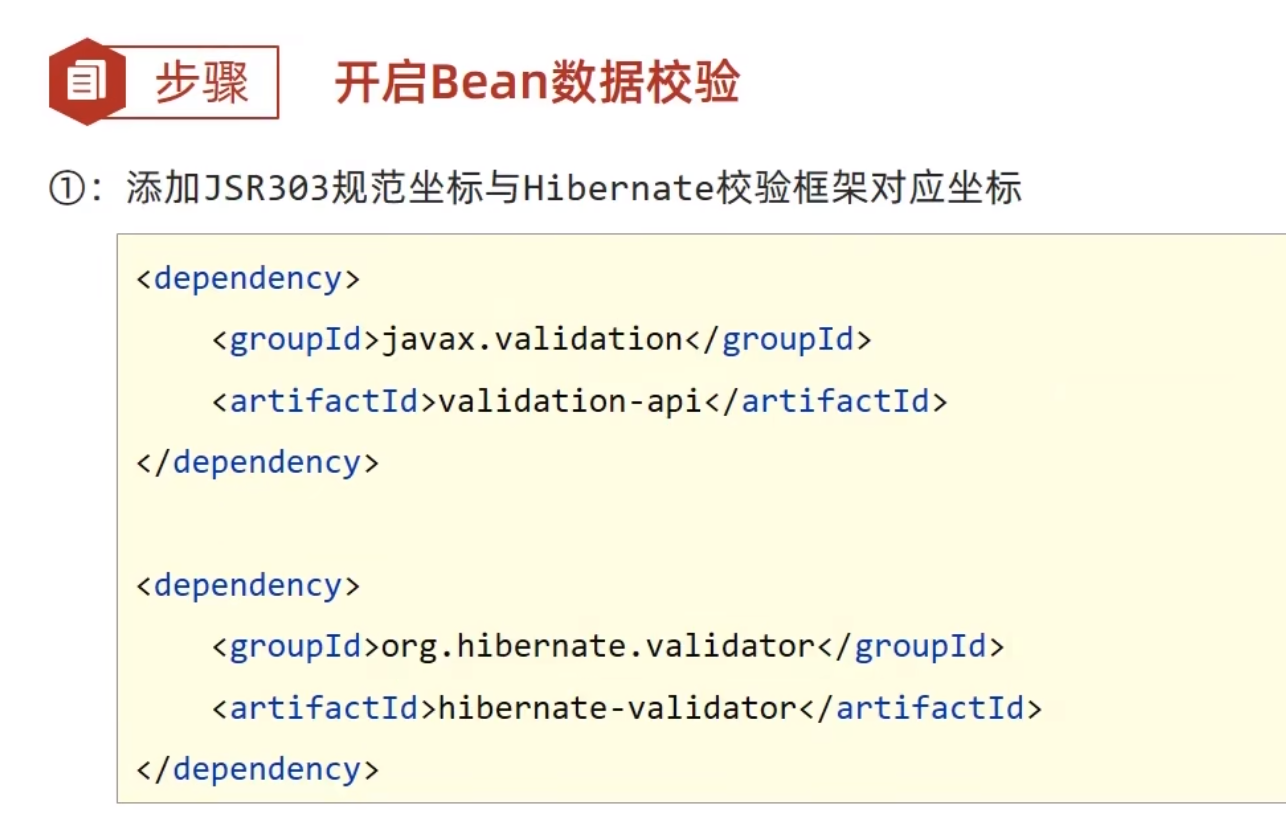 步骤
开启Bean数据校验
①：添加JSR303规范坐标与Hibernate校验框架对应坐标
<dependency>
    <groupId>javax.validation</groupId>
    <artifactId>validation-api</artifactId>
</dependency>
<dependency>
    <groupId>org.hibernate.validator</groupId>
    <artifactId>hibernate-validator</artifactId>
</dependency>